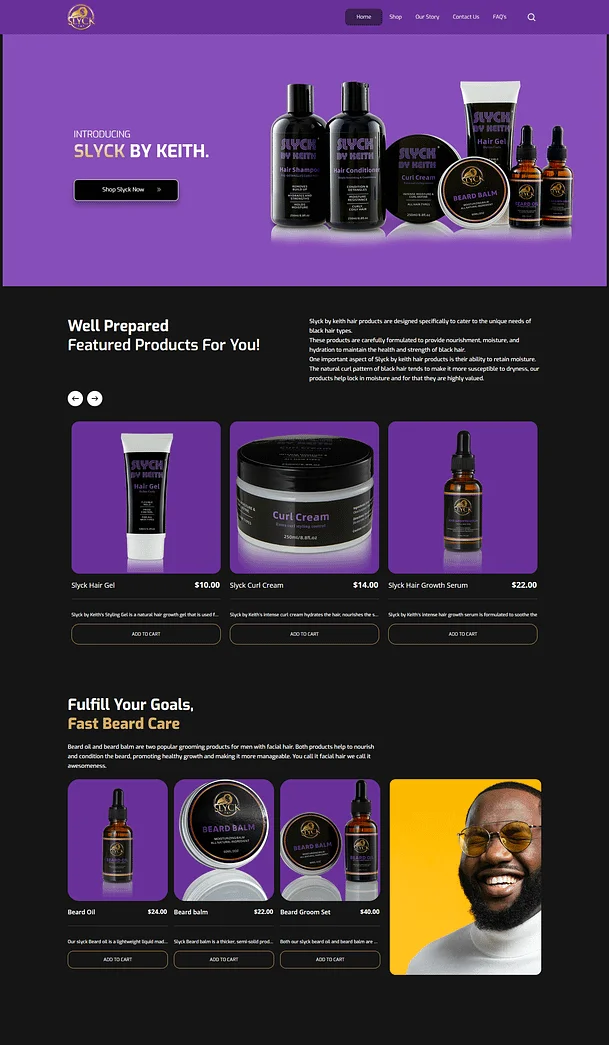 SLYCK
Home
Shop
Our Story
Contact Us
FAQ's
INTRODUCING
SLYCK BY KEITH.
Shop Slyck Now
SLYCK
BY KEITH
Hair Shampoo
SLYCK
BY KEITH
Hair Conditioner
SLYCK
BY KEITH
Curl Cream
SLYCK
BEARD BALM
SLYCK
BY KEITH
Hair Gel
Well Prepared
Featured Products For You!
Slyck by keith hair products are designed specifically to cater to the unique needs of
black hair types.
These products are carefully formulated to provide nourishment, moisture, and
hydration to maintain the health and strength of black hair.
One important aspect of Slyck by keith hair products is their ability to retain moisture.
The natural curl pattern of black hair tends to make it more susceptible to dryness, our
products help lock in moisture and for that they are highly valued.
SLYCK
BY KEITH
Hair Gel
Curl Cream
250ml/8.8fl.oz
Slyck Hair Gel $10.00
Slyck Curl Cream $14.00
Slyck Hair Growth Serum $22.00
Slyck by Keith's Styling Gel is a natural hair growth gel that is used f...
Slyck by Keith's intense curl cream hydrates the hair, nourishes the s...
Slyck by Keith's intense hair growth serum is formulated to soothe the
ADD TO CART
ADD TO CART
ADD TO CART
Fulfill Your Goals,
Fast Beard Care
Beard oil and beard balm are two popular grooming products for men with facial hair. Both products help to nourish
and condition the beard, promoting healthy growth and making it more manageable. You call it facial hair we call it
awesomeness.
BEARD OIL
SLYCK
BEARD BALM
MOISTURIZING BALM
ALL NATURAL INGREDIENT
SLYCK
BEARD BALM
BEARD OIL
Beard Oil $24.00
Beard balm $22.00
Beard Groom Set $40.00
Our slyck Beard oil is a lightweight liquid mad...
Slyck Beard balm is a thicker, semi-solid prod...
Both our slyck beard oil and beard balm are ...
ADD TO CART
ADD TO CART
ADD TO CART